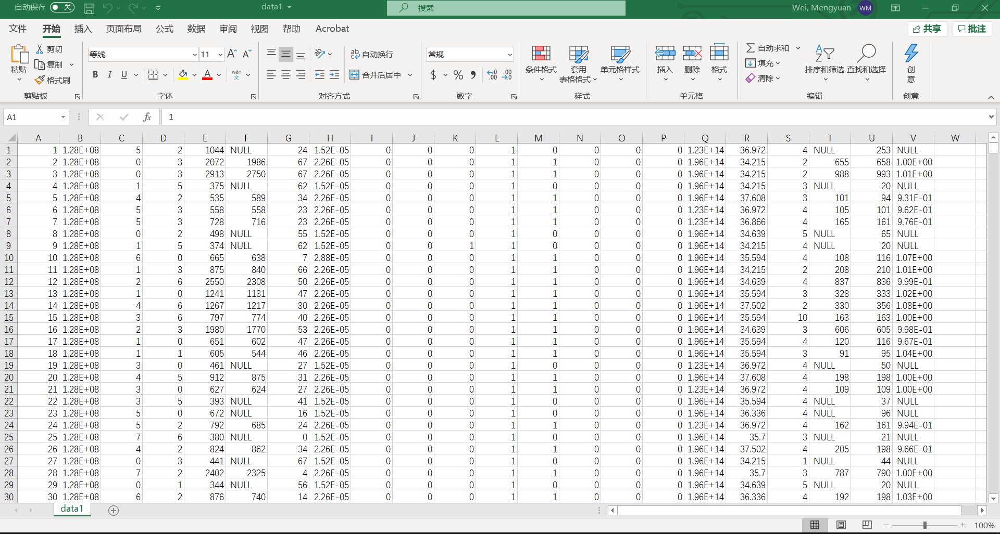 自动保存 关 data1 搜索 Wei, Mengyuan WM
文件 开始 插入 页面布局 公式 数据 审阅 视图 帮助 Acrobat 共享 批注
粘贴 剪切 复制 格式刷
等线 11 A A
B I U A wén 文
ab 自动换行 合并后居中
常规
$ % , .00 .00
条件格式 套用 表格格式 单元格样式 插入 删除 格式
自动求和 填充 清除 排序和筛选 查找和选择 创意
剪贴板 字体 对齐方式 数字 样式 单元格 编辑 创意
A1 fx 1
A B C D E F G H I J K L M N O P Q R S T U V W
1 1 1.28E+08 5 2 1044 NULL 24 1.52E-05 0 0 0 1 0 0 0 0 1.23E+14 36.972 4 NULL 253 NULL
2 2 1.28E+08 0 3 2072 1986 67 2.26E-05 0 0 0 1 1 0 0 0 1.96E+14 34.215 2 655 658 1.00E+00
3 3 1.28E+08 0 3 2913 2750 67 2.26E-05 0 0 0 1 1 0 0 0 1.96E+14 34.215 2 988 993 1.01E+00
4 4 1.28E+08 1 5 375 NULL 62 1.52E-05 0 0 0 1 0 0 0 0 1.96E+14 34.215 3 NULL 20 NULL
5 5 1.28E+08 4 2 535 589 34 2.26E-05 0 0 0 1 1 0 0 0 1.96E+14 37.608 3 101 94 9.31E-01
6 6 1.28E+08 5 3 558 558 23 2.26E-05 0 0 0 1 1 0 0 0 1.23E+14 36.972 4 105 101 9.62E-01
7 7 1.28E+08 5 3 728 716 23 2.26E-05 0 0 0 1 1 0 0 0 1.23E+14 36.866 4 165 161 9.76E-01
8 8 1.28E+08 0 2 498 NULL 55 1.52E-05 0 0 0 1 0 0 0 0 1.96E+14 34.639 5 NULL 65 NULL
9 9 1.28E+08 1 5 374 NULL 62 1.52E-05 0 0 1 1 0 0 0 0 1.96E+14 34.215 4 NULL 20 NULL
10 10 1.28E+08 6 0 665 638 7 2.88E-05 0 0 0 1 1 0 0 0 1.96E+14 35.594 4 108 116 1.07E+00
11 11 1.28E+08 1 3 875 840 66 2.26E-05 0 0 0 1 1 0 0 0 1.96E+14 34.215 2 208 210 1.01E+00
12 12 1.28E+08 2 6 2550 2308 50 2.26E-05 0 0 0 1 1 0 0 0 1.96E+14 34.639 4 837 836 9.99E-01
13 13 1.28E+08 1 0 1241 1131 47 2.26E-05 0 0 0 1 1 0 0 0 1.96E+14 35.594 3 328 333 1.02E+00
14 14 1.28E+08 4 6 1267 1217 30 2.26E-05 0 0 0 1 1 0 0 0 1.96E+14 37.502 2 330 356 1.08E+00
15 15 1.28E+08 3 6 797 774 40 2.26E-05 0 0 0 1 1 0 0 0 1.96E+14 35.594 10 163 163 1.00E+00
16 16 1.28E+08 2 3 1980 1770 53 2.26E-05 0 0 0 1 1 0 0 0 1.96E+14 34.639 3 606 605 9.98E-01
17 17 1.28E+08 1 0 651 602 47 2.26E-05 0 0 0 1 1 0 0 0 1.96E+14 35.594 4 120 116 9.67E-01
18 18 1.28E+08 1 1 605 544 46 2.26E-05 0 0 0 1 1 0 0 0 1.96E+14 35.594 3 91 95 1.04E+00
19 19 1.28E+08 3 0 461 NULL 27 1.52E-05 0 0 0 1 0 0 0 0 1.23E+14 36.972 4 NULL 50 NULL
20 20 1.28E+08 4 5 912 875 31 2.26E-05 0 0 0 1 1 0 0 0 1.96E+14 37.608 4 198 198 1.00E+00
21 21 1.28E+08 3 0 627 624 27 2.26E-05 0 0 0 1 1 0 0 0 1.23E+14 36.972 4 109 109 1.00E+00
22 22 1.28E+08 3 5 393 NULL 41 1.52E-05 0 0 0 1 0 0 0 0 1.96E+14 35.594 4 NULL 37 NULL
23 23 1.28E+08 5 0 672 NULL 16 1.52E-05 0 0 0 1 0 0 0 0 1.96E+14 36.336 4 NULL 96 NULL
24 24 1.28E+08 5 2 792 685 24 2.26E-05 0 0 0 1 1 0 0 0 1.23E+14 36.972 4 162 161 9.94E-01
25 25 1.28E+08 7 6 380 NULL 0 1.52E-05 0 0 0 1 0 0 0 0 1.96E+14 35.7 3 NULL 21 NULL
26 26 1.28E+08 4 2 824 862 34 2.26E-05 0 0 0 1 1 0 0 0 1.96E+14 37.502 4 205 198 9.66E-01
27 27 1.28E+08 0 3 441 NULL 67 1.52E-05 0 0 0 1 0 0 0 0 1.96E+14 34.215 1 NULL 44 NULL
28 28 1.28E+08 7 2 2402 2325 4 2.26E-05 0 0 0 1 1 0 0 0 1.96E+14 35.7 3 787 790 1.00E+00
29 29 1.28E+08 0 1 344 NULL 56 1.52E-05 0 0 0 1 0 0 0 0 1.96E+14 34.639 5 NULL 20 NULL
30 30 1.28E+08 6 2 876 740 14 2.26E-05 0 0 0 1 1 0 0 0 1.96E+14 36.336 4 192 198 1.03E+00
data1
100%